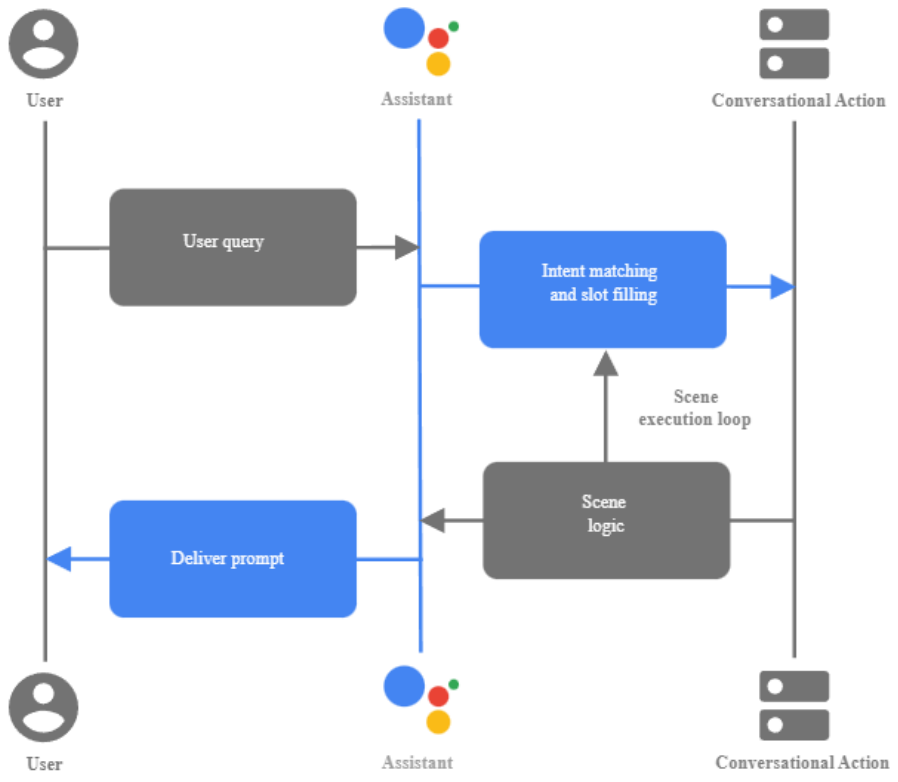 User
Assistant
Conversational Action
User query
Intent matching
and slot filling
Scene
execution loop
Scene
logic
Deliver prompt
User
Assistant
Conversational Action